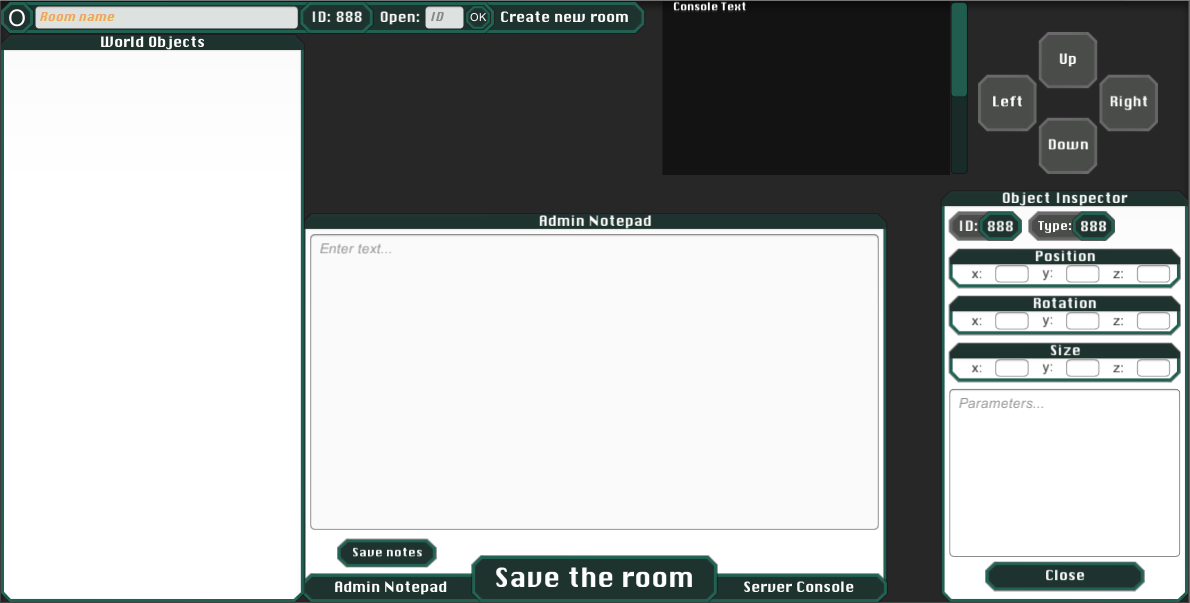 O Room name ID: 888 Open: ID OK Create new room
World Objects
Console Text
Up
Left Right
Down
Admin Notepad
Enter text...
Save notes
Admin Notepad Save the room Server Console
Object Inspector
ID: 888 Type: 888
Position
x: y: z:
Rotation
x: y: z:
Size
x: y: z:
Parameters...
Close